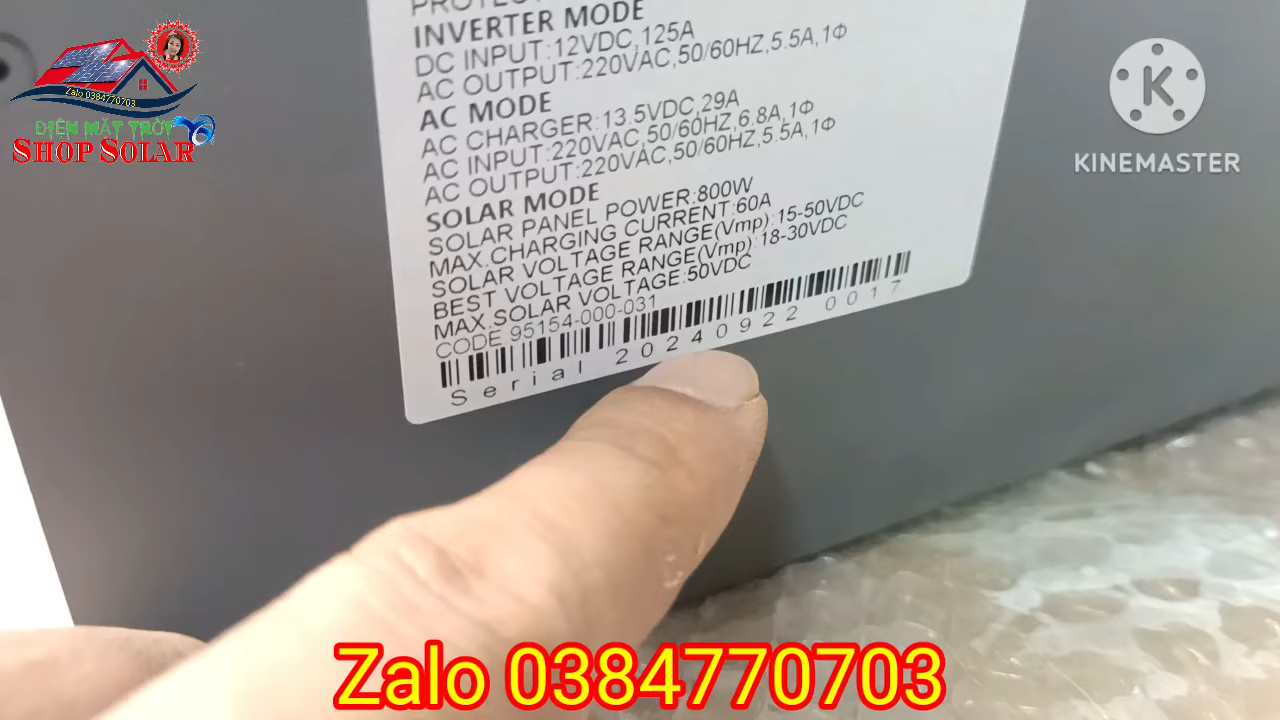 INVERTER MODE
DC INPUT:12VDC,125A
AC OUTPUT:220VAC,50/60HZ,5.5A,1Φ
AC MODE
AC CHARGER:13.5VDC,29A
AC INPUT:220VAC,50/60HZ,6.8A,1Φ
AC OUTPUT:220VAC,50/60HZ,5.5A,1Φ
SOLAR MODE
SOLAR PANEL POWER:800W
MAX.CHARGING CURRENT:60A
SOLAR VOLTAGE RANGE(Vmp):15-50VDC
BEST VOLTAGE RANGE(Vmp):18-30VDC
MAX.SOLAR VOLTAGE:50VDC
CODE 95154-000-031
Serial 20240922 0017
Zalo 0384770703
ĐIỆN MẶT TRỜI
SHOP SOLAR
K
KINEMASTER
Zalo 0384770703